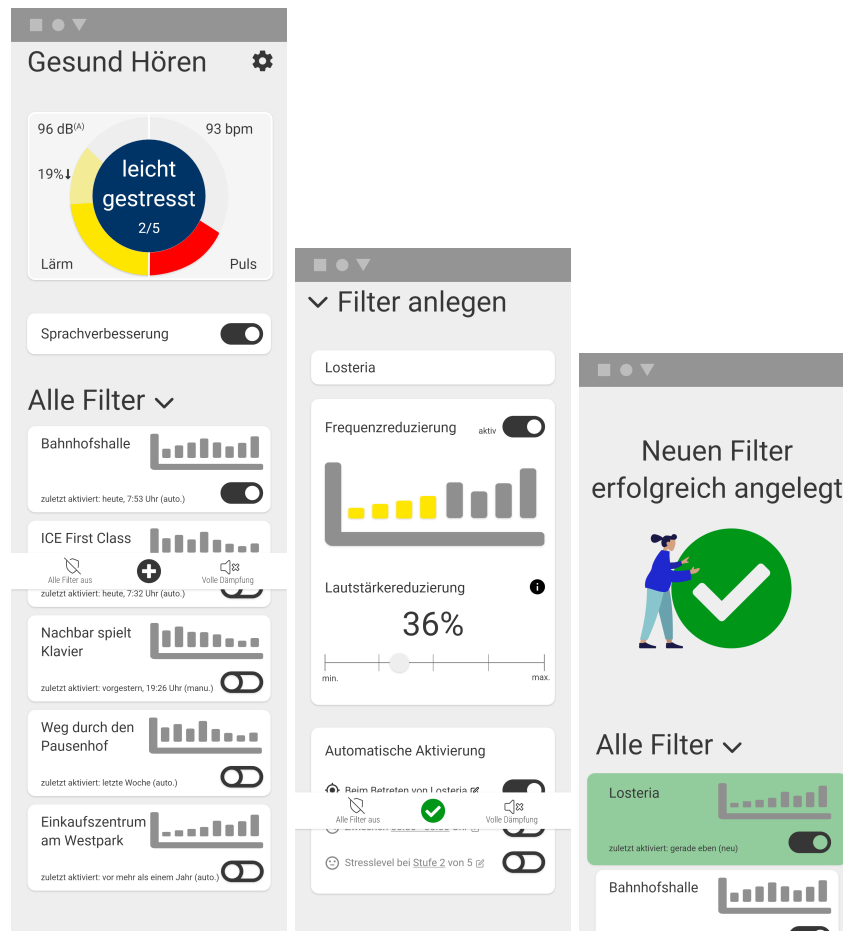 Gesund Hören
96 dB(A)
93 bpm
19%↓
leicht
gestresst
2/5
Lärm
Puls
Sprachverbesserung
Alle Filter
Bahnhofshalle
zuletzt aktiviert: heute, 7:53 Uhr (auto.)
ICE First Class
Alle Filter aus
Volle Dämpfung
zuletzt aktiviert: heute, 7:32 Uhr (auto.)
Nachbar spielt
Klavier
zuletzt aktiviert: vorgestern, 19:26 Uhr (manu.)
Weg durch den
Pausenhof
zuletzt aktiviert: letzte Woche (auto.)
Einkaufszentrum
am Westpark
zuletzt aktiviert: vor mehr als einem Jahr (auto.)
Filter anlegen
Losteria
Frequenzreduzierung
aktiv
Lautstärkereduzierung
36%
min.
max.
Automatische Aktivierung
Beim Betreten von Losteria
Alle Filter aus
Volle Dämpfung
Stresslevel bei Stufe 2 von 5
Neuen Filter
erfolgreich angelegt
Alle Filter
Losteria
zuletzt aktiviert: gerade eben (neu)
Bahnhofshalle